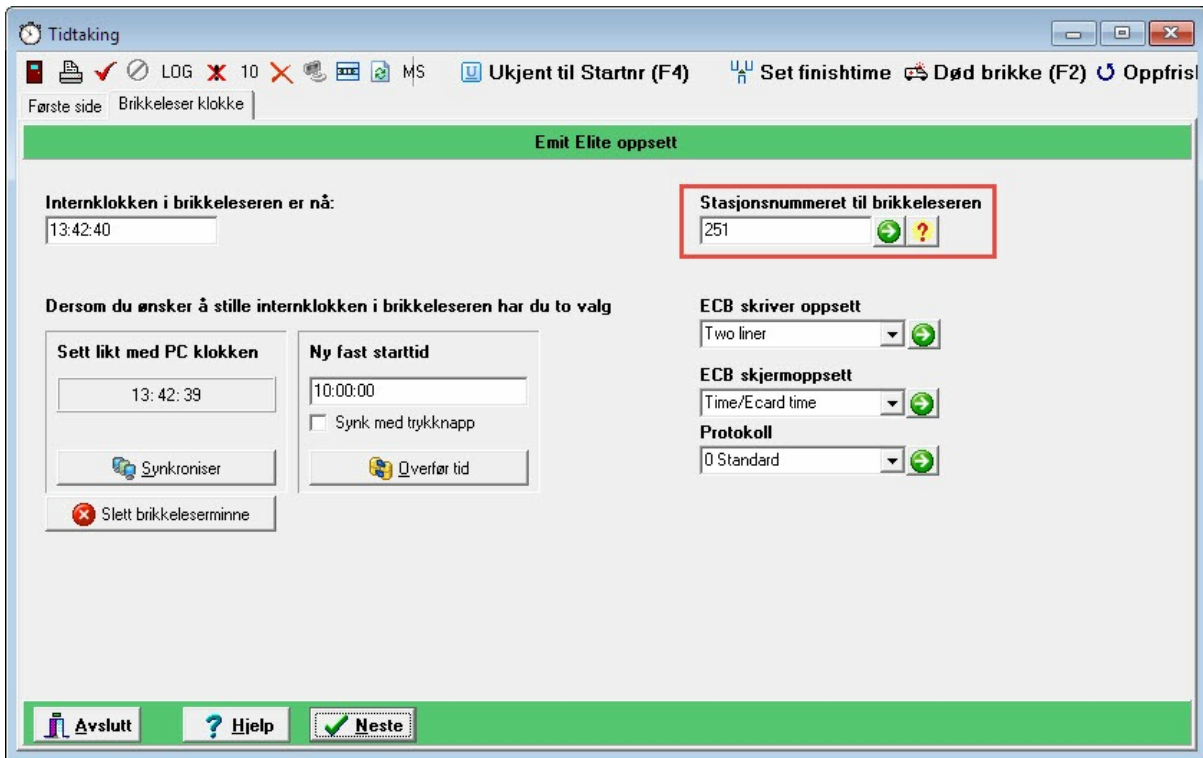 Tidtaking
LOG 10 MS Ukjent til Startnr (F4) Set finishtime Død brikke (F2) Oppfris
Første side Brikkeleser klokke
Emit Elite oppsett
Internklokken i brikkeleseren er nå:
13:42:40
Stasjonsnummeret til brikkeleseren
251
Dersom du ønsker å stille internklokken i brikkeleseren har du to valg
Sett likt med PC klokken
13: 42: 39
Synkroniser
Slett brikkeleserminne
Ny fast starttid
10:00:00
Synk med trykknapp
Overfør tid
ECB skriver oppsett
Two liner
ECB skjermoppsett
Time/Ecard time
Protokoll
0 Standard
Avslutt Hjelp Neste